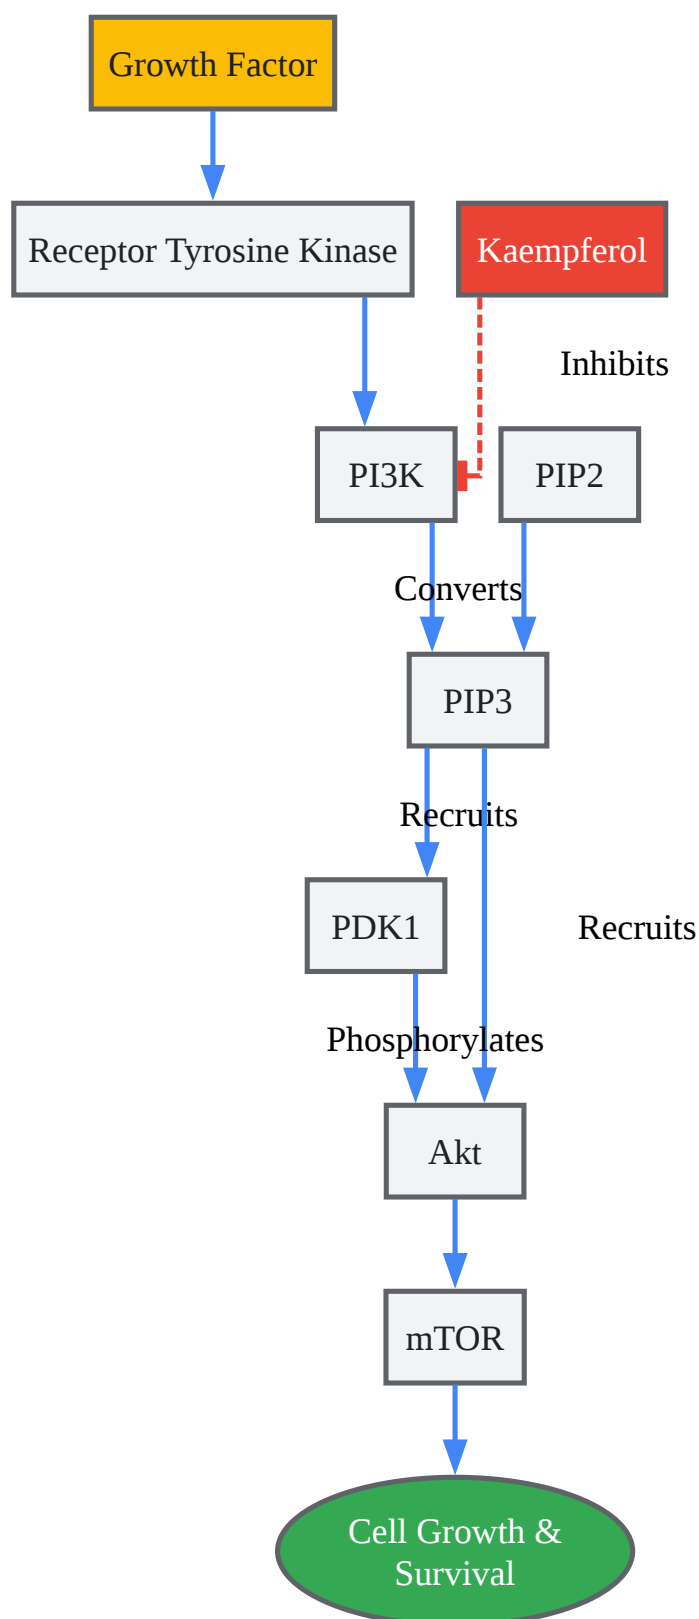 Growth Factor
Receptor Tyrosine Kinase
Kaempferol
Inhibits
PI3K
PIP2
Converts
PIP3
Recruits
PDK1
Recruits
Phosphorylates
Akt
mTOR
Cell Growth &
Survival